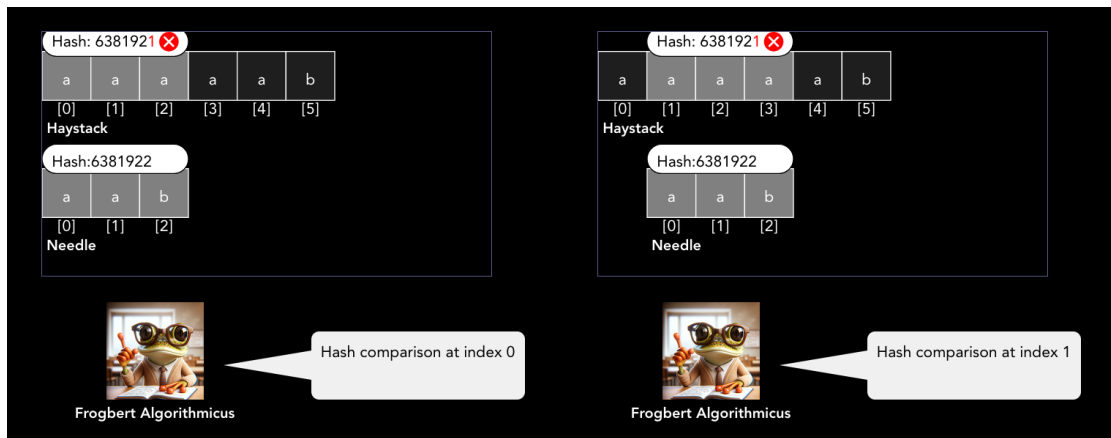 Hash: 6381921
a a a a a b
[0] [1] [2] [3] [4] [5]
Haystack
Hash:6381922
a a b
[0] [1] [2]
Needle
Hash comparison at index 0
Frogbert Algorithmicus
Hash: 6381921
a a a a a b
[0] [1] [2] [3] [4] [5]
Haystack
Hash:6381922
a a b
[0] [1] [2]
Needle
Hash comparison at index 1
Frogbert Algorithmicus